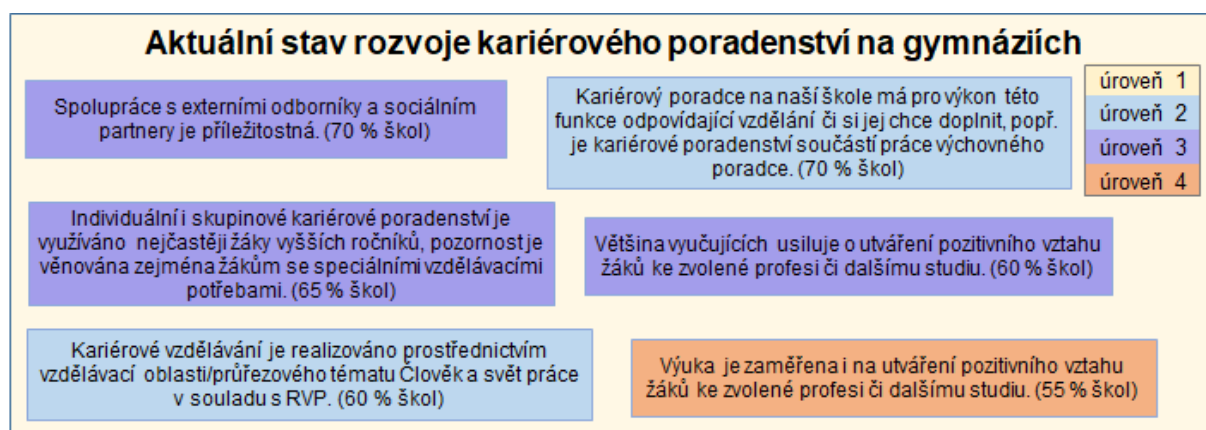 Aktuální stav rozvoje kariérového poradenství na gymnáziích
Spolupráce s externími odborníky a sociálním
partnery je příležitostná. (70 % škol)
Kariérový poradce na naší škole má pro výkon této
funkce odpovídající vzdělání či si jej chce doplnit, popř.
je kariérové poradenství součástí práce výchovného
poradce. (70 % škol)
úroveň 1
úroveň 2
úroveň 3
úroveň 4
Individuální i skupinové kariérové poradenství je
využíváno nejčastěji žáky vyšších ročníků, pozornost je
věnována zejména žákům se speciálními vzdělávacími
potřebami. (65 % škol)
Většina vyučujících usiluje o utváření pozitivního vztahu
žáků ke zvolené profesi či dalšímu studiu. (60 % škol)
Kariérové vzdělávání je realizováno prostřednictvím
vzdělávací oblasti/průřezového tématu Člověk a svět práce
v souladu s RVP. (60 % škol)
Výuka je zaměřena i na utváření pozitivního vztahu
žáků ke zvolené profesi či dalšímu studiu. (55 % škol)